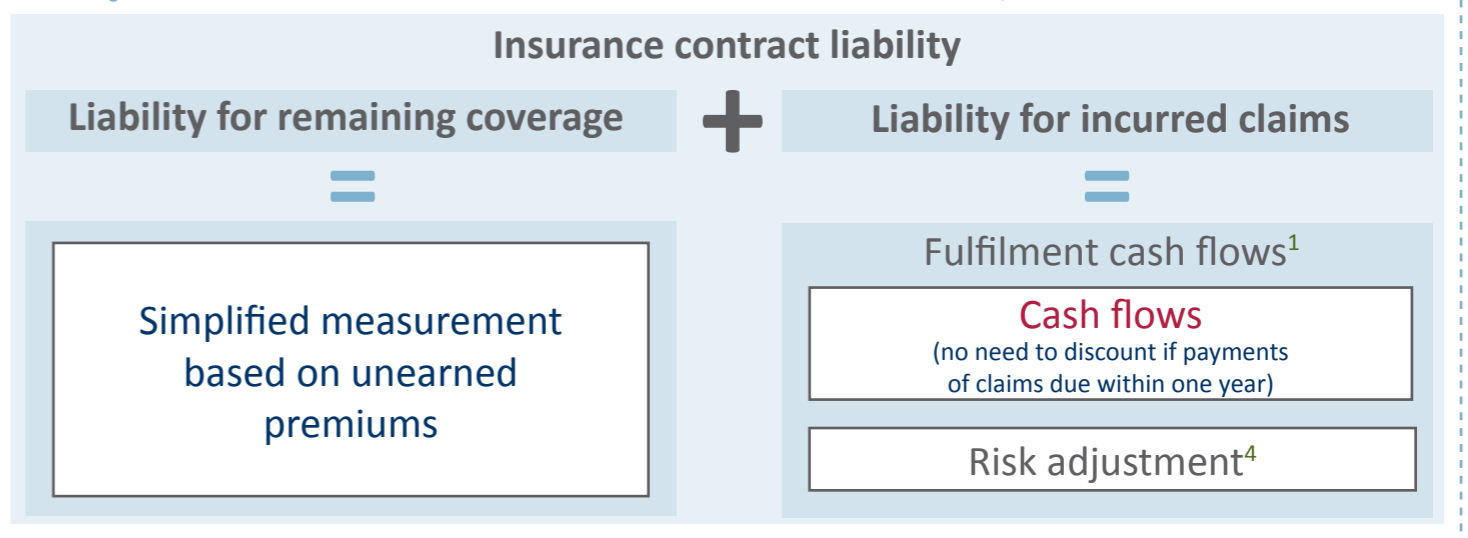 Insurance contract liability
Liability for remaining coverage
+
Liability for incurred claims
=
=
Simplified measurement
based on unearned
premiums
Fulfilment cash flows¹
Cash flows
(no need to discount if payments
of claims due within one year)
Risk adjustment⁴